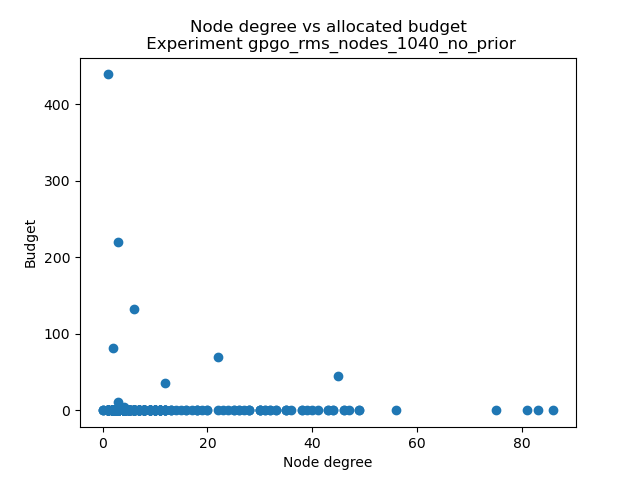 Node degree vs allocated budget
Experiment gpgo_rms_nodes_1040_no_prior
400
300
200
100
0
Budget
0 20 40 60 80
Node degree